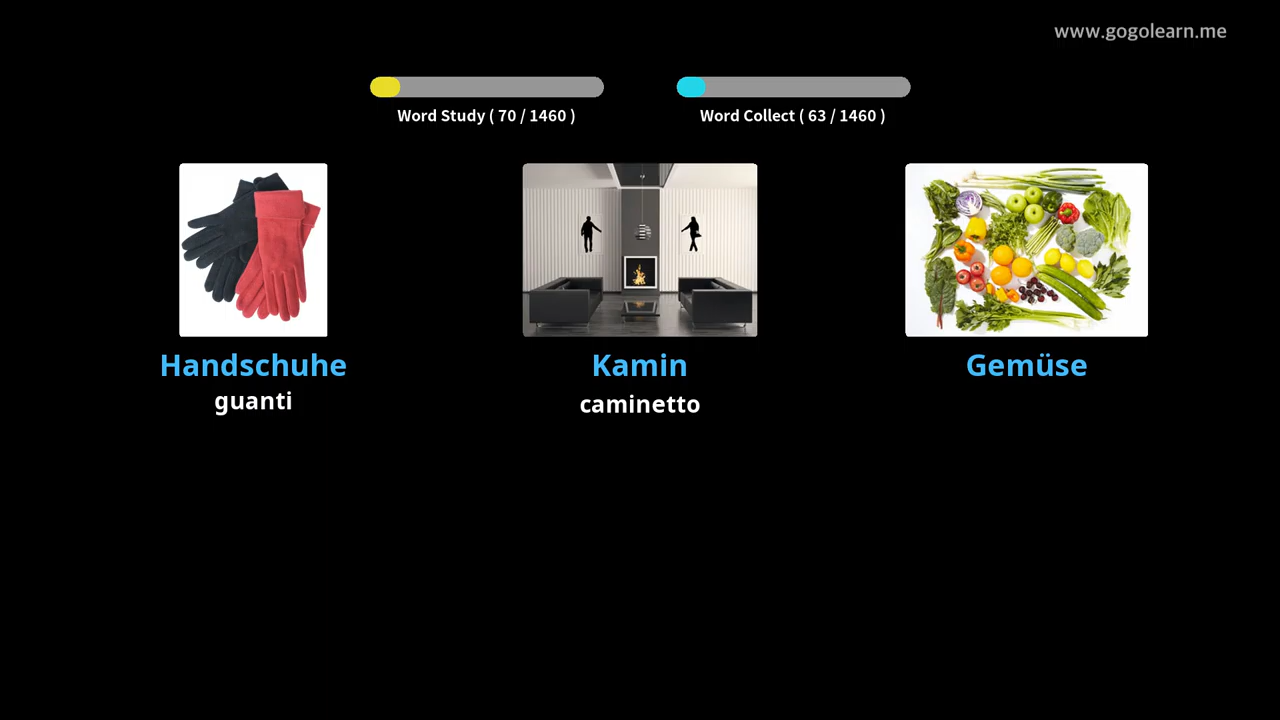 www.gogolearn.me
Word Study ( 70 / 1460 )
Word Collect ( 63 / 1460 )
Handschuhe
guanti
Kamin
caminetto
Gemüse